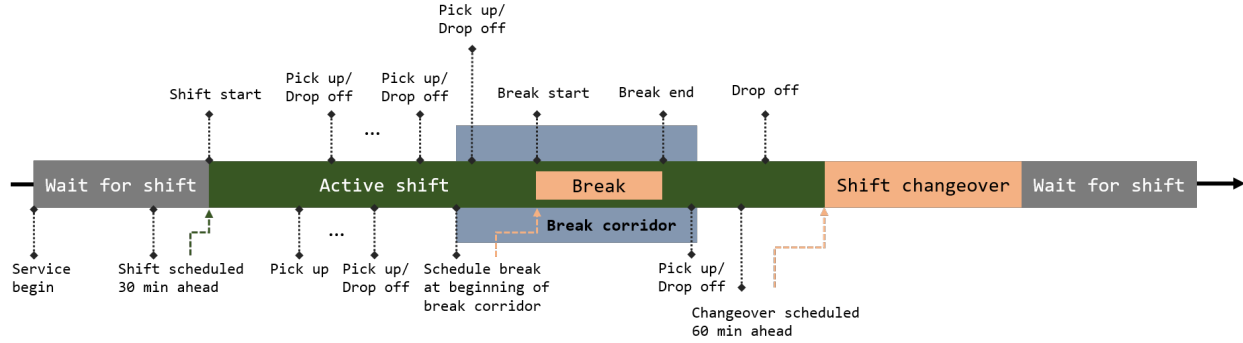 Pick up/
Drop off
Pick up/
Drop off
Pick up/
Drop off
Shift start
Break start
Break end
Drop off
...
Wait for shift
Active shift
Break
Shift changeover
Wait for shift
Break corridor
...
Service
begin
Shift scheduled
30 min ahead
Pick up
Pick up/
Drop off
Schedule break
at beginning of
break corridor
Pick up/
Drop off
Changeover scheduled
60 min ahead